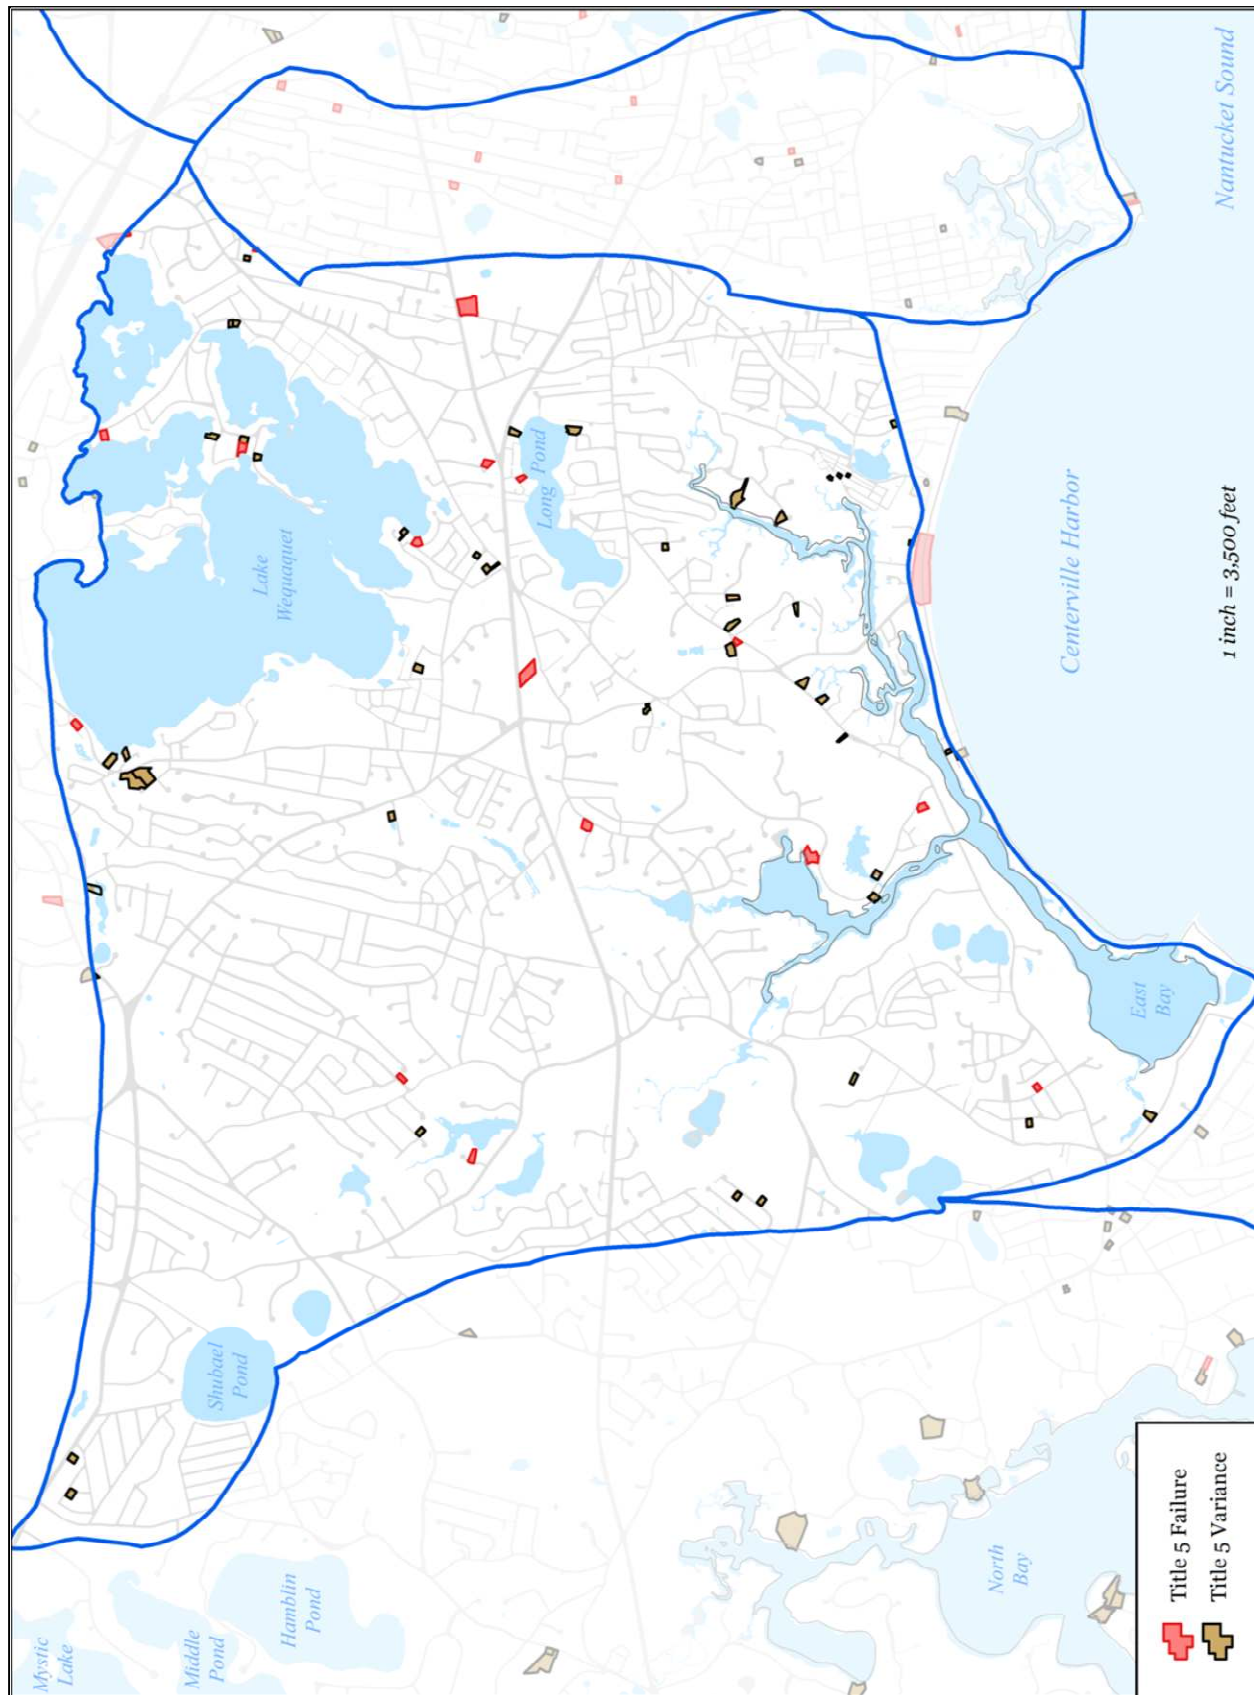 Mystic
Lake
Middle
Pond
Hamblin
Pond
Shubael
Pond
Lake
Wequaquet
Long Pond
North
Bay
East
Bay
Centerville Harbor
Nantucket Sound
1 inch = 3,500 feet
Title 5 Failure
Title 5 Variance